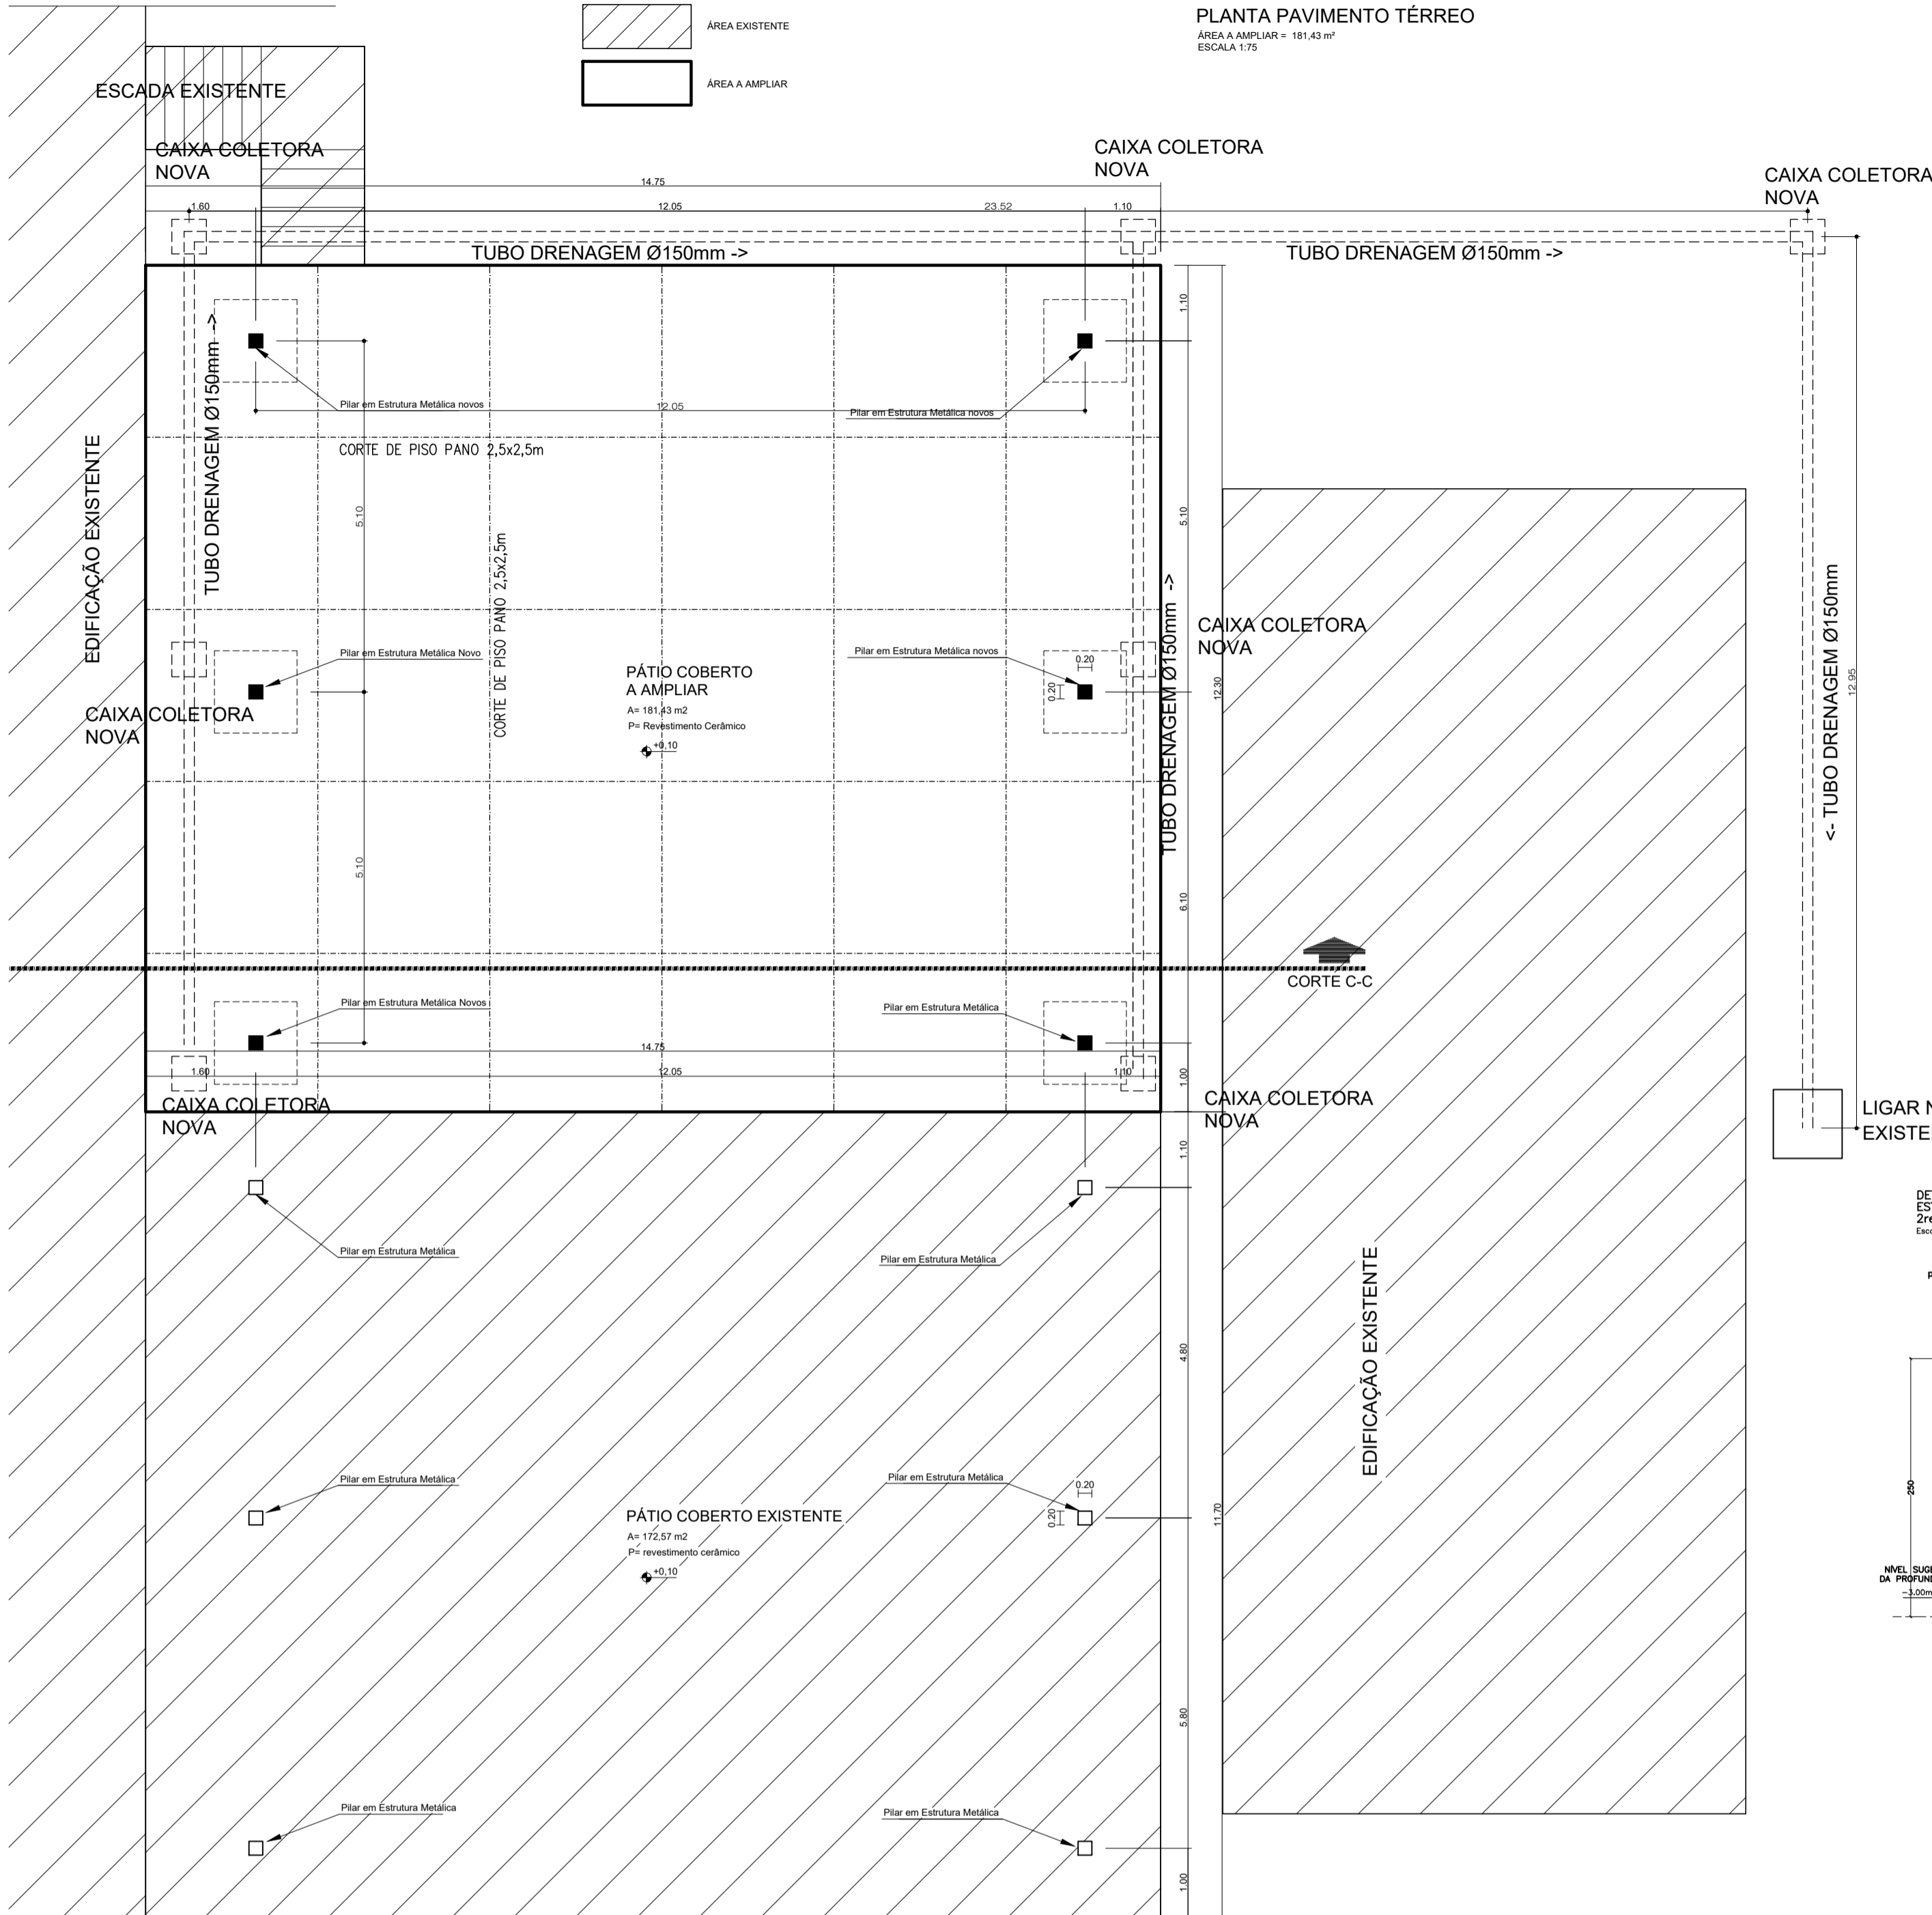 ÁREA EXISTENTE
ÁREA A AMPLIAR
PLANTA PAVIMENTO TÉRREO
ÁREA A AMPLIAR = 181,43 m²
ESCALA 1:75
ESCADA EXISTENTE
CAIXA COLETORA
NOVA
CAIXA COLETORA
NOVA
CAIXA COLETORA
NOVA
14.75
1.60
12.05
23.52
1.10
TUBO DRENAGEM Ø150mm ->
TUBO DRENAGEM Ø150mm ->
1.10
TUBO DRENAGEM Ø150mm ->
Pilar em Estrutura Metálica novos
12.05
Pilar em Estrutura Metálica novos
CORTE DE PISO PANO 2,5x2,5m
EDIFICAÇÃO EXISTENTE
5.10
5.10
CORTE DE PISO PANO 2,5x2,5m
Pilar em Estrutura Metálica Novo
Pilar em Estrutura Metálica novos
0.20
0.20
PÁTIO COBERTO
A AMPLIAR
A= 181,43 m2
P= Revestimento Cerâmico
+0,10
TUBO DRENAGEM Ø150mm ->
CAIXA COLETORA
NOVA
12.30
<- TUBO DRENAGEM Ø150mm
12.95
CAIXA COLETORA
NOVA
5.10
6.10
CORTE C-C
Pilar em Estrutura Metálica Novos
Pilar em Estrutura Metálica
14.75
1.60
12.05
1.10
1.00
CAIXA COLETORA
NOVA
CAIXA COLETORA
NOVA
LIGAR
EXISTE
1.10
Pilar em Estrutura Metálica
Pilar em Estrutura Metálica
EDIFICAÇÃO EXISTENTE
4.80
Pilar em Estrutura Metálica
Pilar em Estrutura Metálica
0.20
0.20
PÁTIO COBERTO EXISTENTE
A= 172,57 m2
P= revestimento cerâmico
+0,10
11.70
250
-3.00m
5.80
Pilar em Estrutura Metálica
Pilar em Estrutura Metálica
1.00